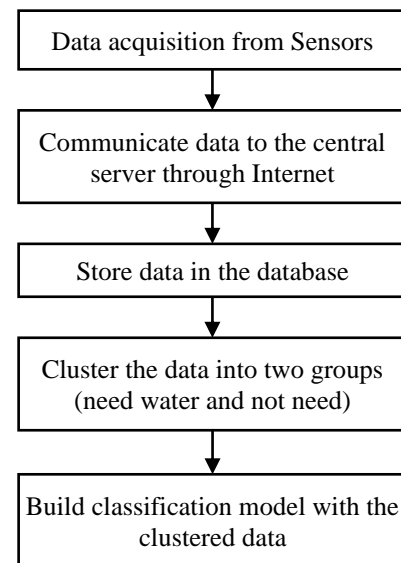 Data acquisition from Sensors
Communicate data to the central
server through Internet
Store data in the database
Cluster the data into two groups
(need water and not need)
Build classification model with the
clustered data